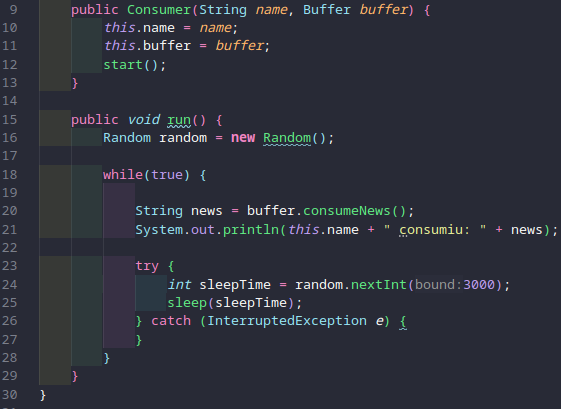 9 public Consumer(String name, Buffer buffer) {
10 this.name = name;
11 this.buffer = buffer;
12 start();
13 }
14
15 public void run() {
16 Random random = new Random();
17
18 while(true) {
19
20 String news = buffer.consumeNews();
21 System.out.println(this.name + " consumiu: " + news);
22
23 try {
24 int sleepTime = random.nextInt(bound:3000);
25 sleep(sleepTime);
26 } catch (InterruptedException e) {
27 }
28 }
29 }
30 }